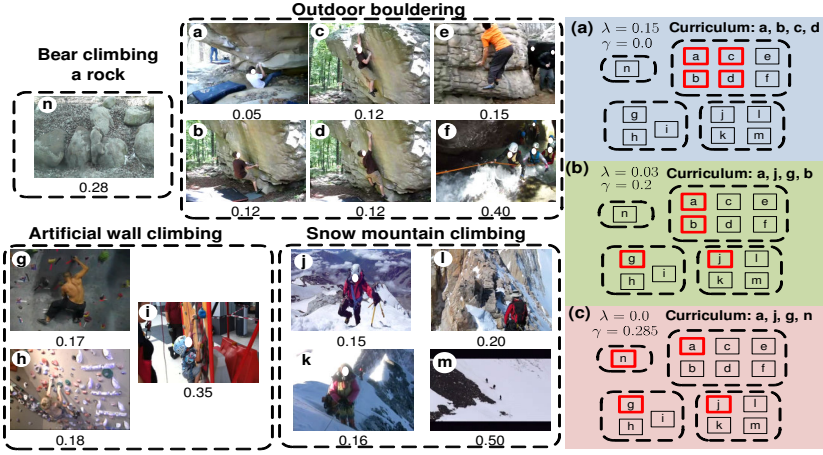 Outdoor bouldering
Bear climbing
a rock
n
0.28
a
0.05
c
0.12
e
0.15
b
0.12
d
0.12
f
0.40
Artificial wall climbing
g
0.17
h
0.18
i
0.35
Snow mountain climbing
j
0.15
l
0.20
k
0.16
m
0.50
(a) λ = 0.15 Curriculum: a, b, c, d
γ = 0.0
n
a c e
b d f
g
h i
j l
k m
(b) λ = 0.03 Curriculum: a, j, g, b
γ = 0.2
n
a c e
b d f
g
h i
j l
k m
(c) λ = 0.0 Curriculum: a, j, g, n
γ = 0.285
n
a c e
b d f
g
h i
j l
k m